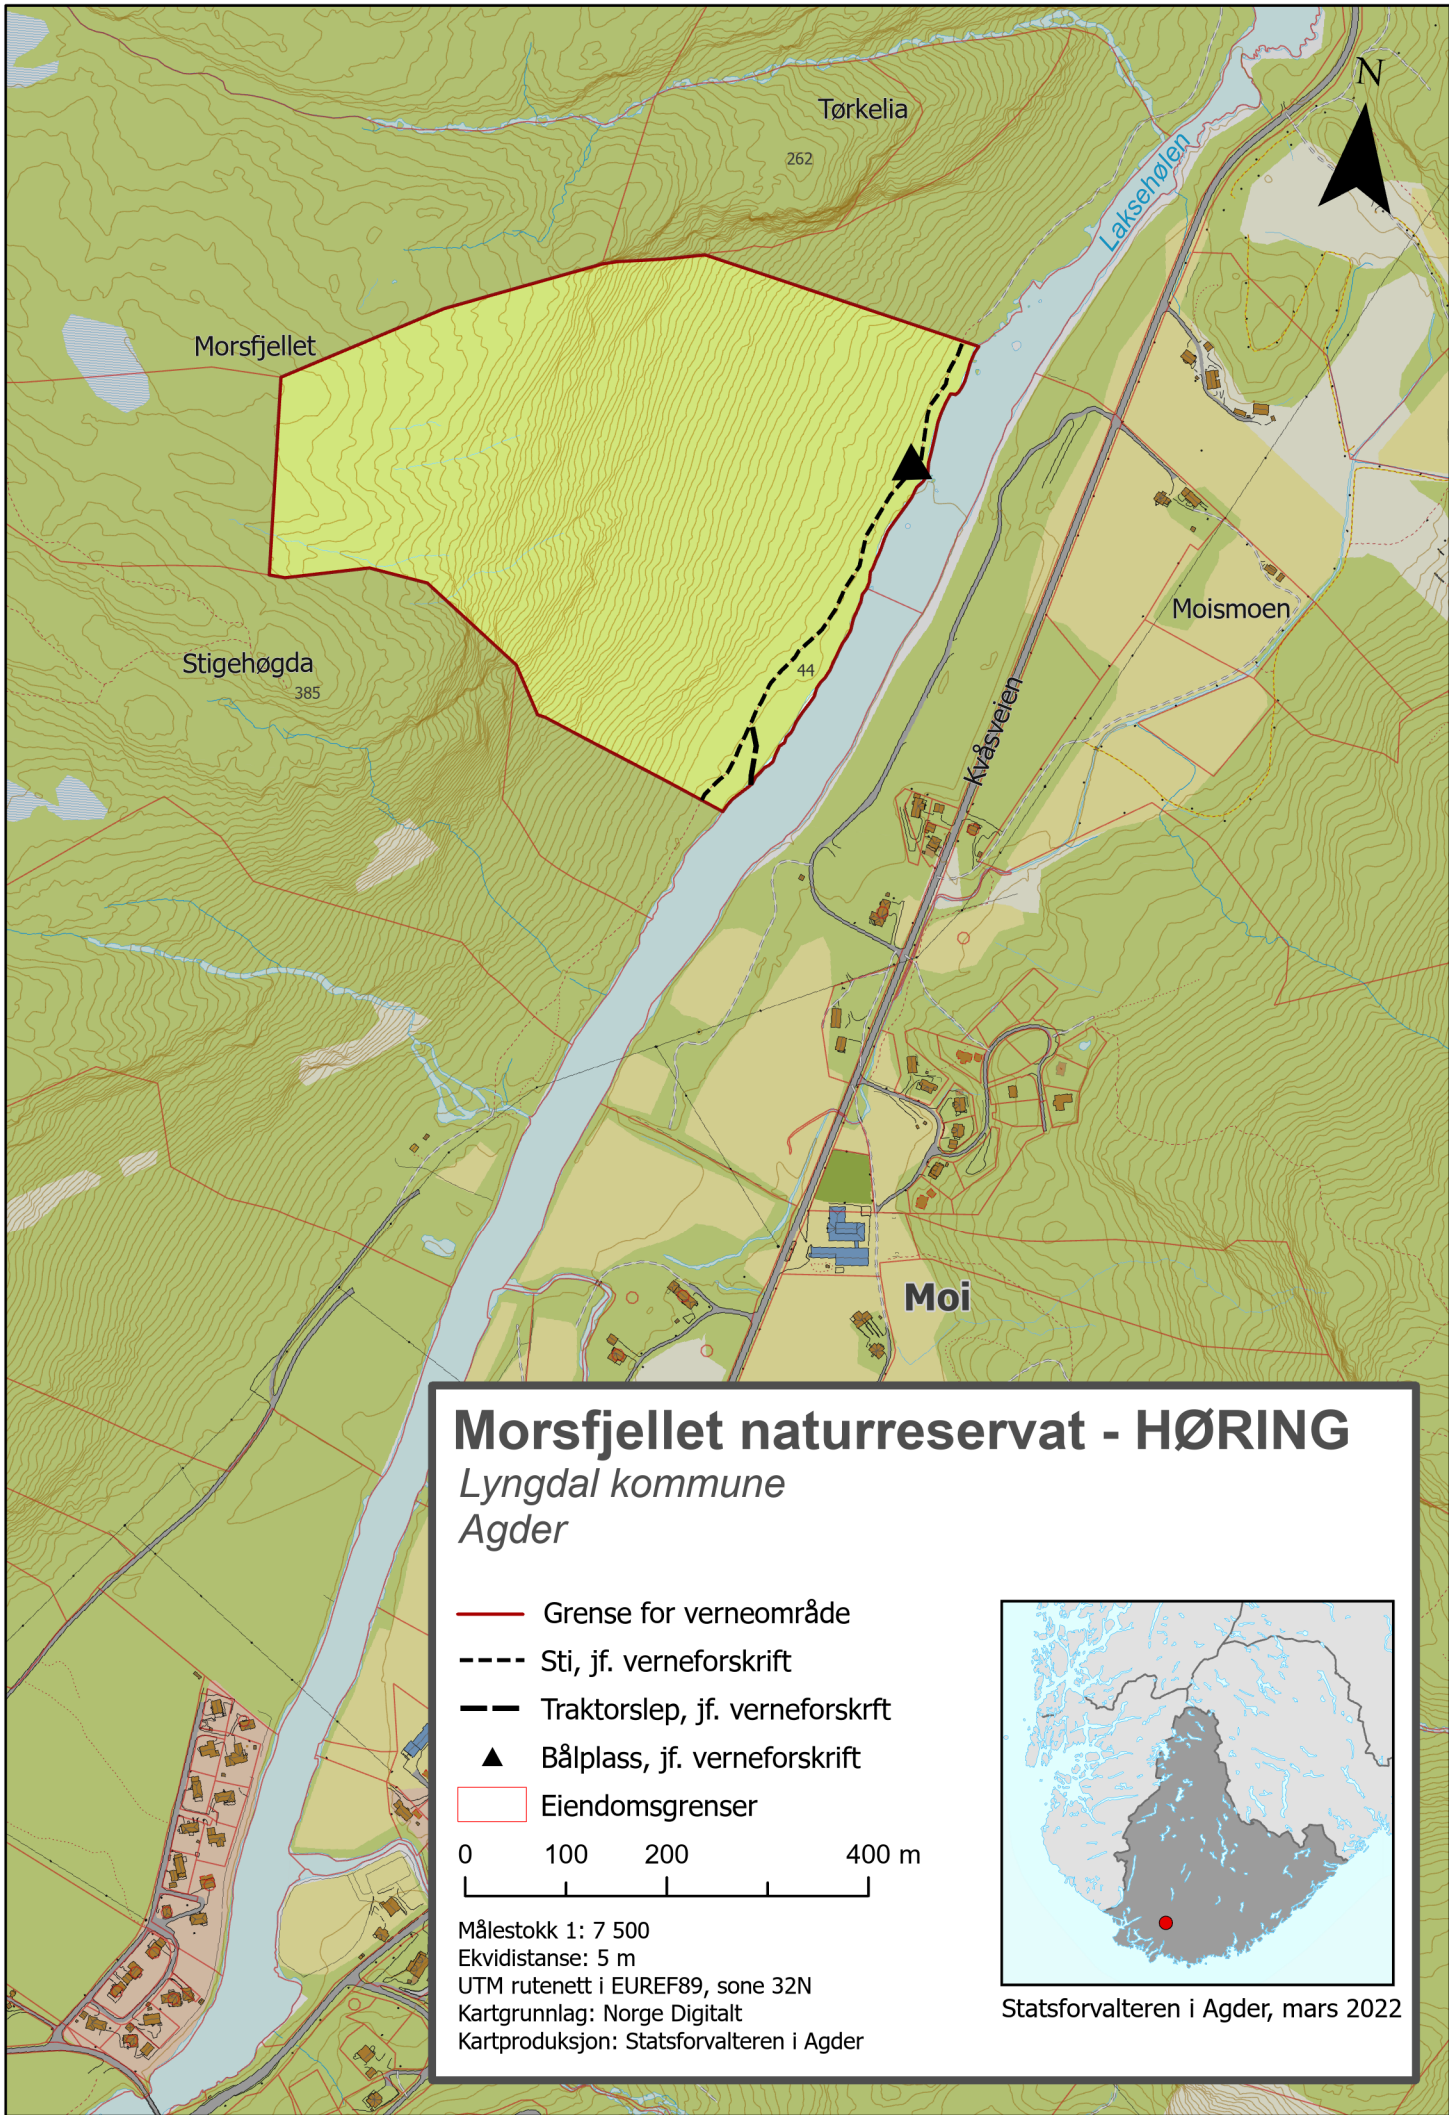 N
Tørkelia
262
Laksehølen
Morsfjellet
Moismoen
Stigehøgda
385
44
Kvåsveien
Moi
Morsfjellet naturreservat - HØRING
Lyngdal kommune
Agder
Grense for verneområde
Sti, jf. verneforskrift
Traktorslep, jf. verneforskrft
Bålplass, jf. verneforskrift
Eiendomsgrenser
0 100 200 400 m
Målestokk 1: 7 500
Ekvidistanse: 5 m
UTM rutenett i EUREF89, sone 32N
Kartgrunnlag: Norge Digitalt
Kartproduksjon: Statsforvalteren i Agder
Statsforvalteren i Agder, mars 2022